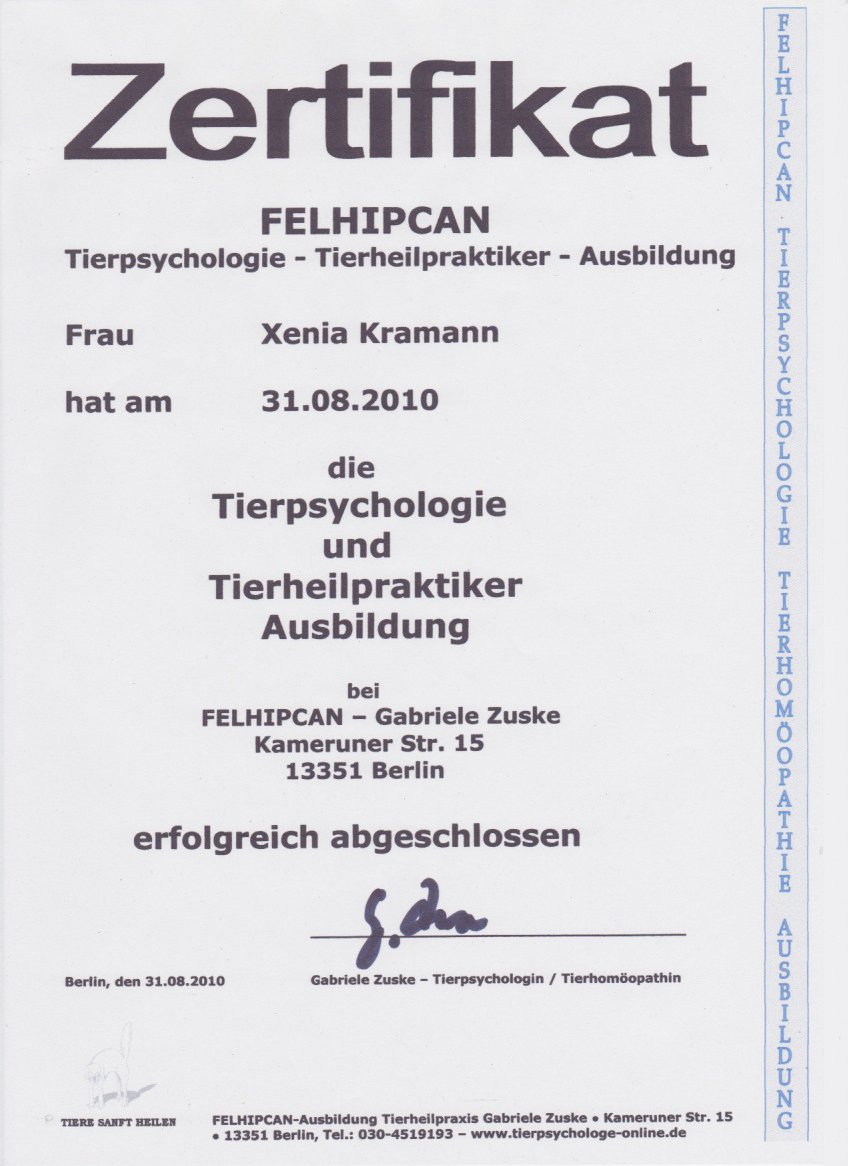 Zertifikat
FELHIPCAN
Tierpsychologie - Tierheilpraktiker - Ausbildung
Frau Xenia Kramann
hat am 31.08.2010
die
Tierpsychologie
und
Tierheilpraktiker
Ausbildung
bei
FELHIPCAN – Gabriele Zuske
Kameruner Str. 15
13351 Berlin
erfolgreich abgeschlossen
Berlin, den 31.08.2010
Gabriele Zuske – Tierpsychologin / Tierhomöopathin
TIERE SANFT HEILEN
FELHIPCAN-Ausbildung Tierheilpraxis Gabriele Zuske • Kameruner Str. 15
• 13351 Berlin, Tel.: 030-4519193 – www.tierpsychologe-online.de
FELHIPCAN TIERPSYCHOLOGIE TIERHOMÖOPATHIE AUSBILDUNG